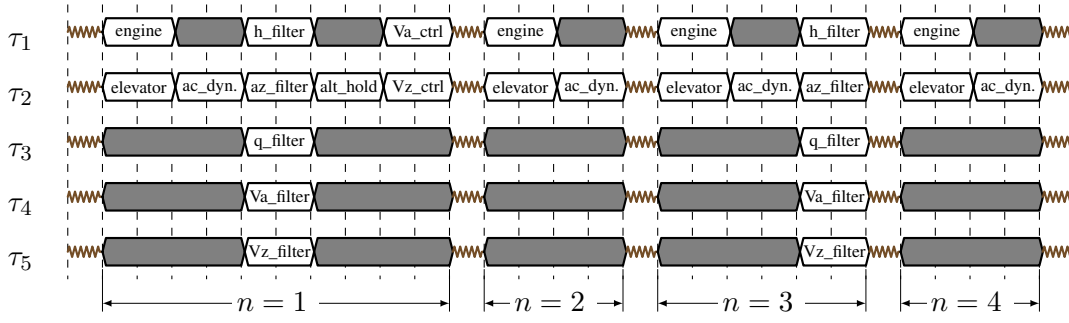 τ1 engine h_filter Va_ctrl engine engine h_filter engine
τ2 elevator ac_dyn. az_filter alt_hold Vz_ctrl elevator ac_dyn. elevator ac_dyn. az_filter elevator ac_dyn.
τ3 q_filter q_filter
τ4 Va_filter Va_filter
τ5 Vz_filter Vz_filter
n = 1 n = 2 n = 3 n = 4